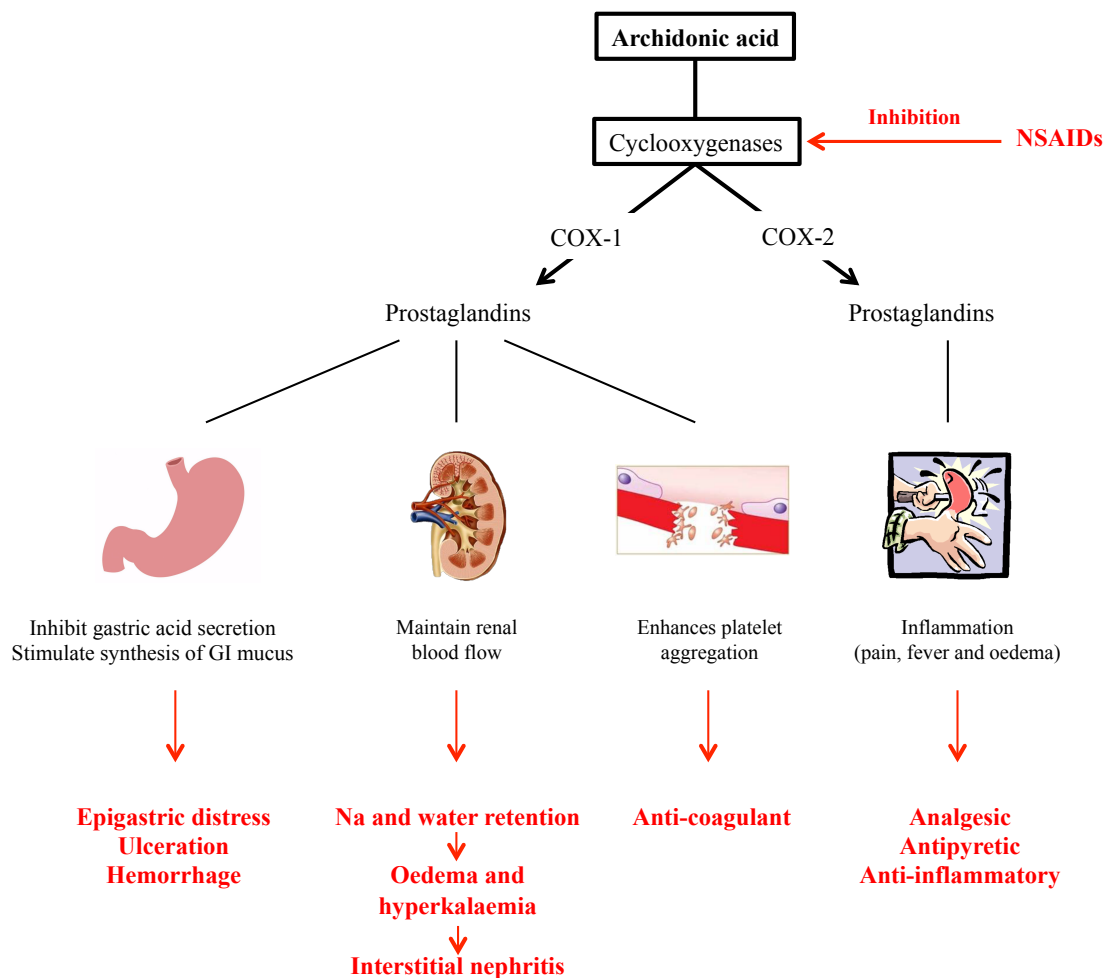 Archidonic acid
Inhibition
Cyclooxygenases
NSAIDs
COX-1
COX-2
Prostaglandins
Prostaglandins
Inhibit gastric acid secretion
Stimulate synthesis of GI mucus
Maintain renal
blood flow
Enhances platelet
aggregation
Inflammation
(pain, fever and oedema)
Epigastric distress
Ulceration
Hemorrhage
Na and water retention
Oedema and
hyperkalaemia
Interstitial nephritis
Anti-coagulant
Analgesic
Antipyretic
Anti-inflammatory